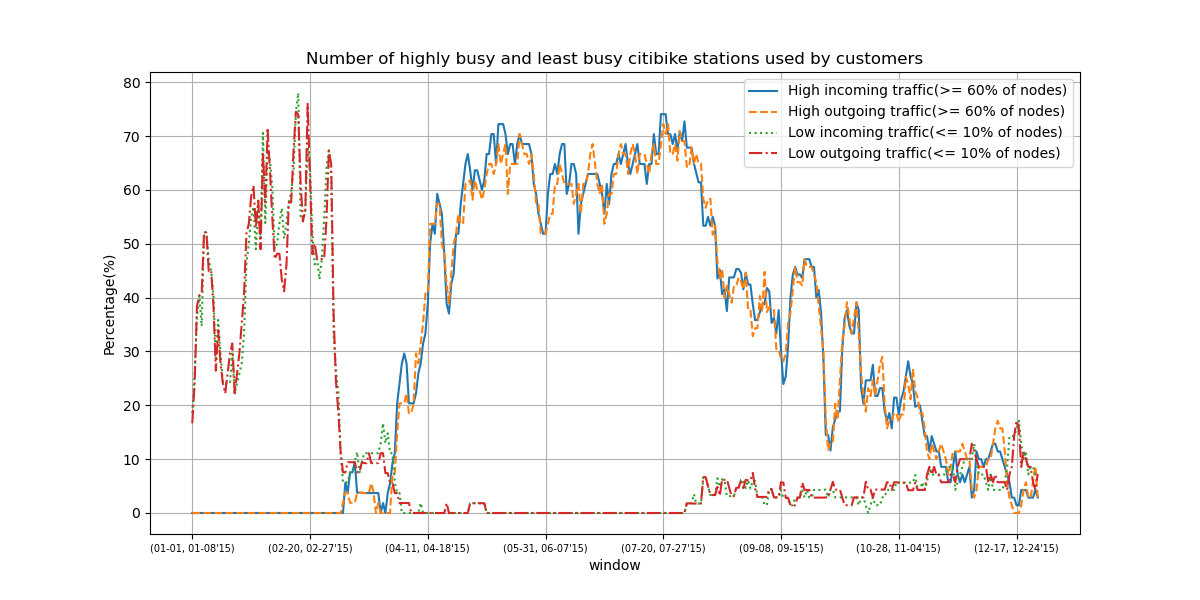 Number of highly busy and least busy citibike stations used by customers
High incoming traffic(>= 60% of nodes)
High outgoing traffic(>= 60% of nodes)
Low incoming traffic(<= 10% of nodes)
Low outgoing traffic(<= 10% of nodes)
Percentage(%)
80
70
60
50
40
30
20
10
0
(01-01, 01-08'15) (02-20, 02-27'15) (04-11, 04-18'15) (05-31, 06-07'15) (07-20, 07-27'15) (09-08, 09-15'15) (10-28, 11-04'15) (12-17, 12-24'15)
window